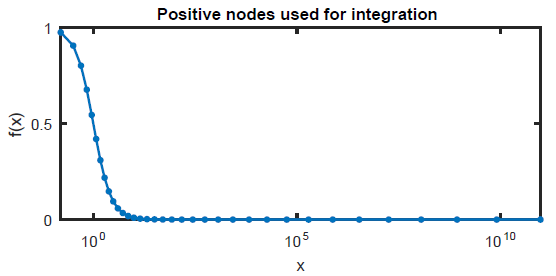 Positive nodes used for integration
1
0.5
0
f(x)
10^0
10^5
10^10
x